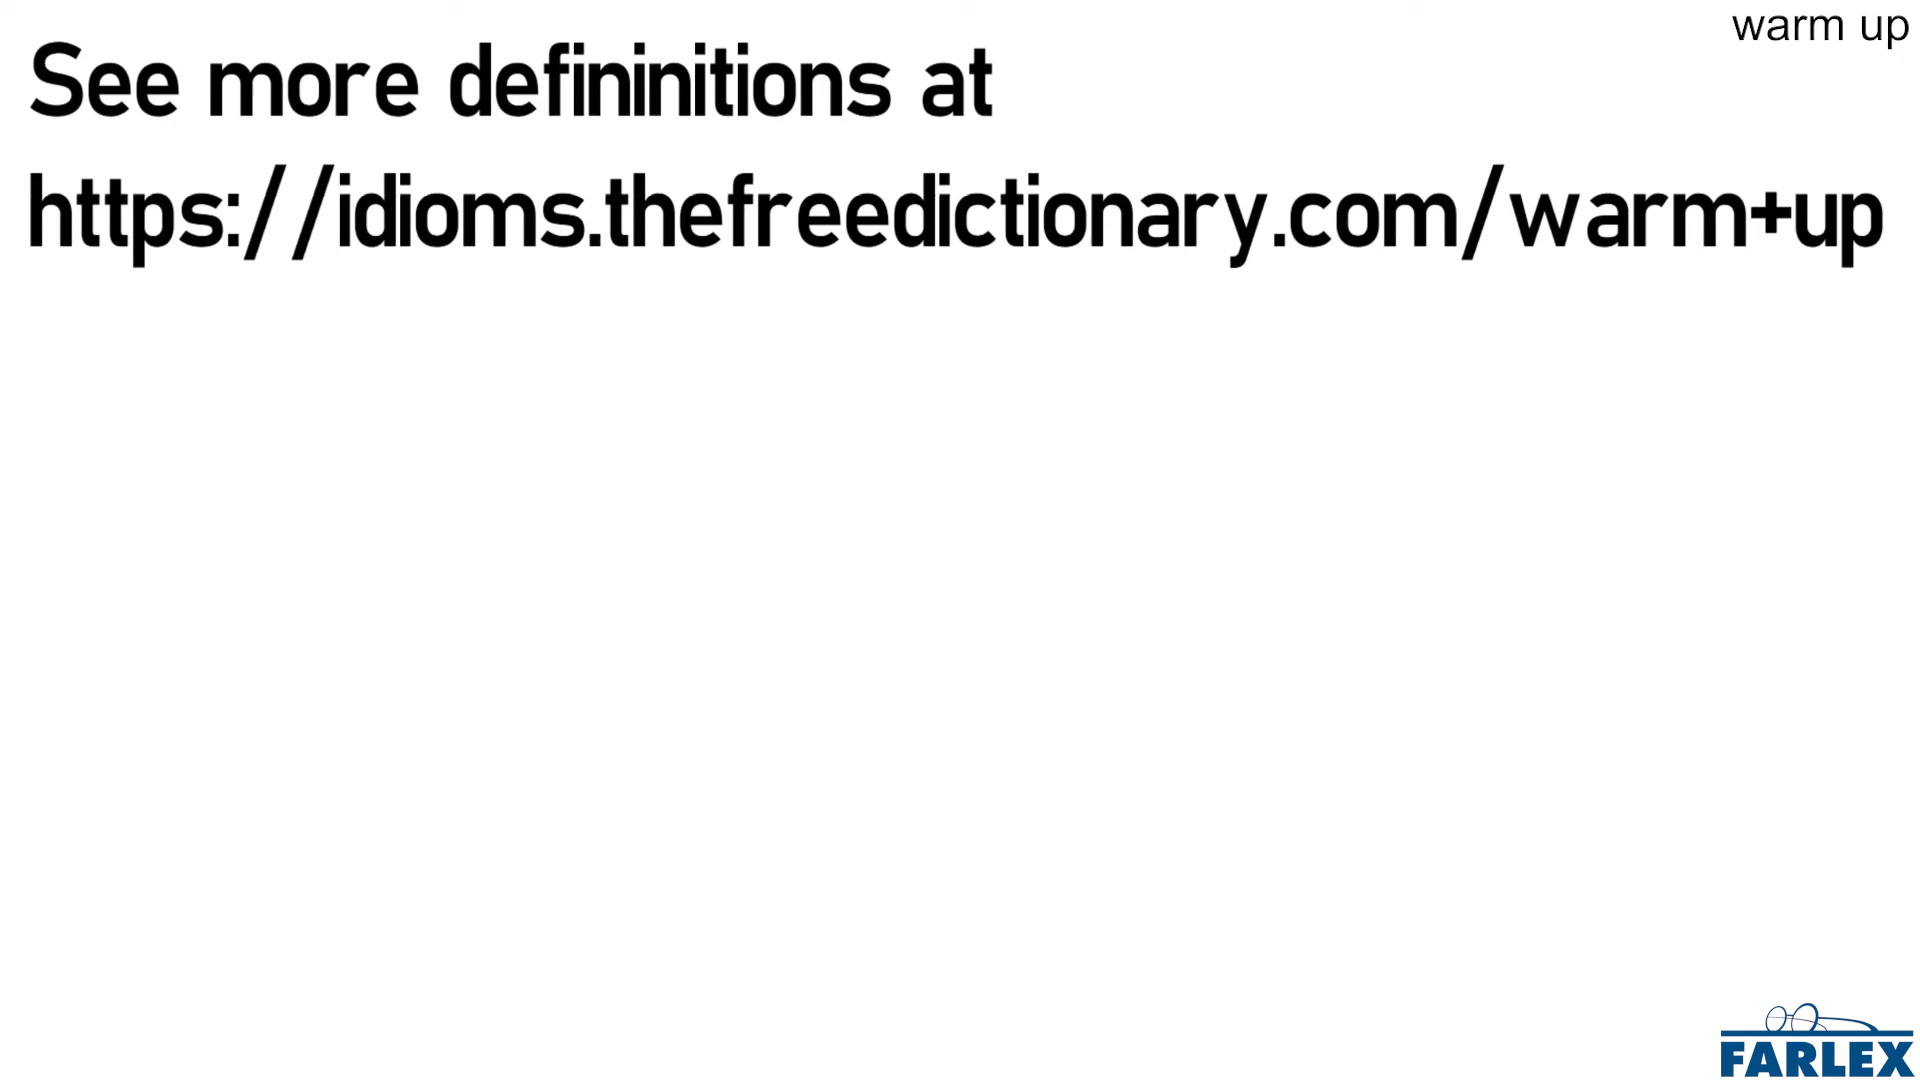 warm up
See more defininitions at
https://idioms.thefreedictionary.com/warm+up
FARLEX